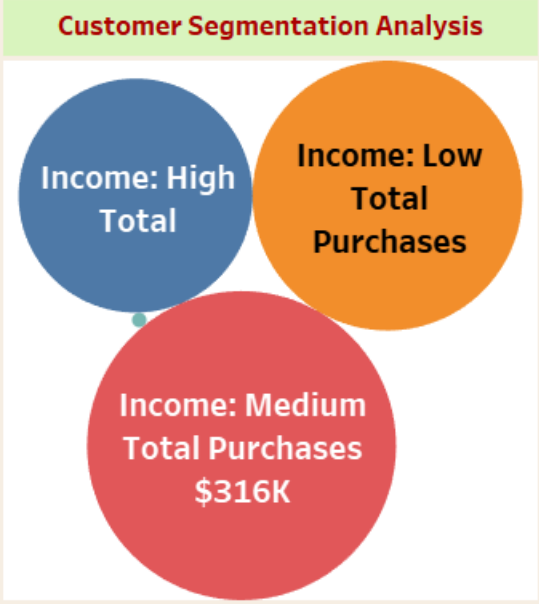 Customer Segmentation Analysis
Income: High
Total
Income: Low
Total
Purchases
Income: Medium
Total Purchases
$316K